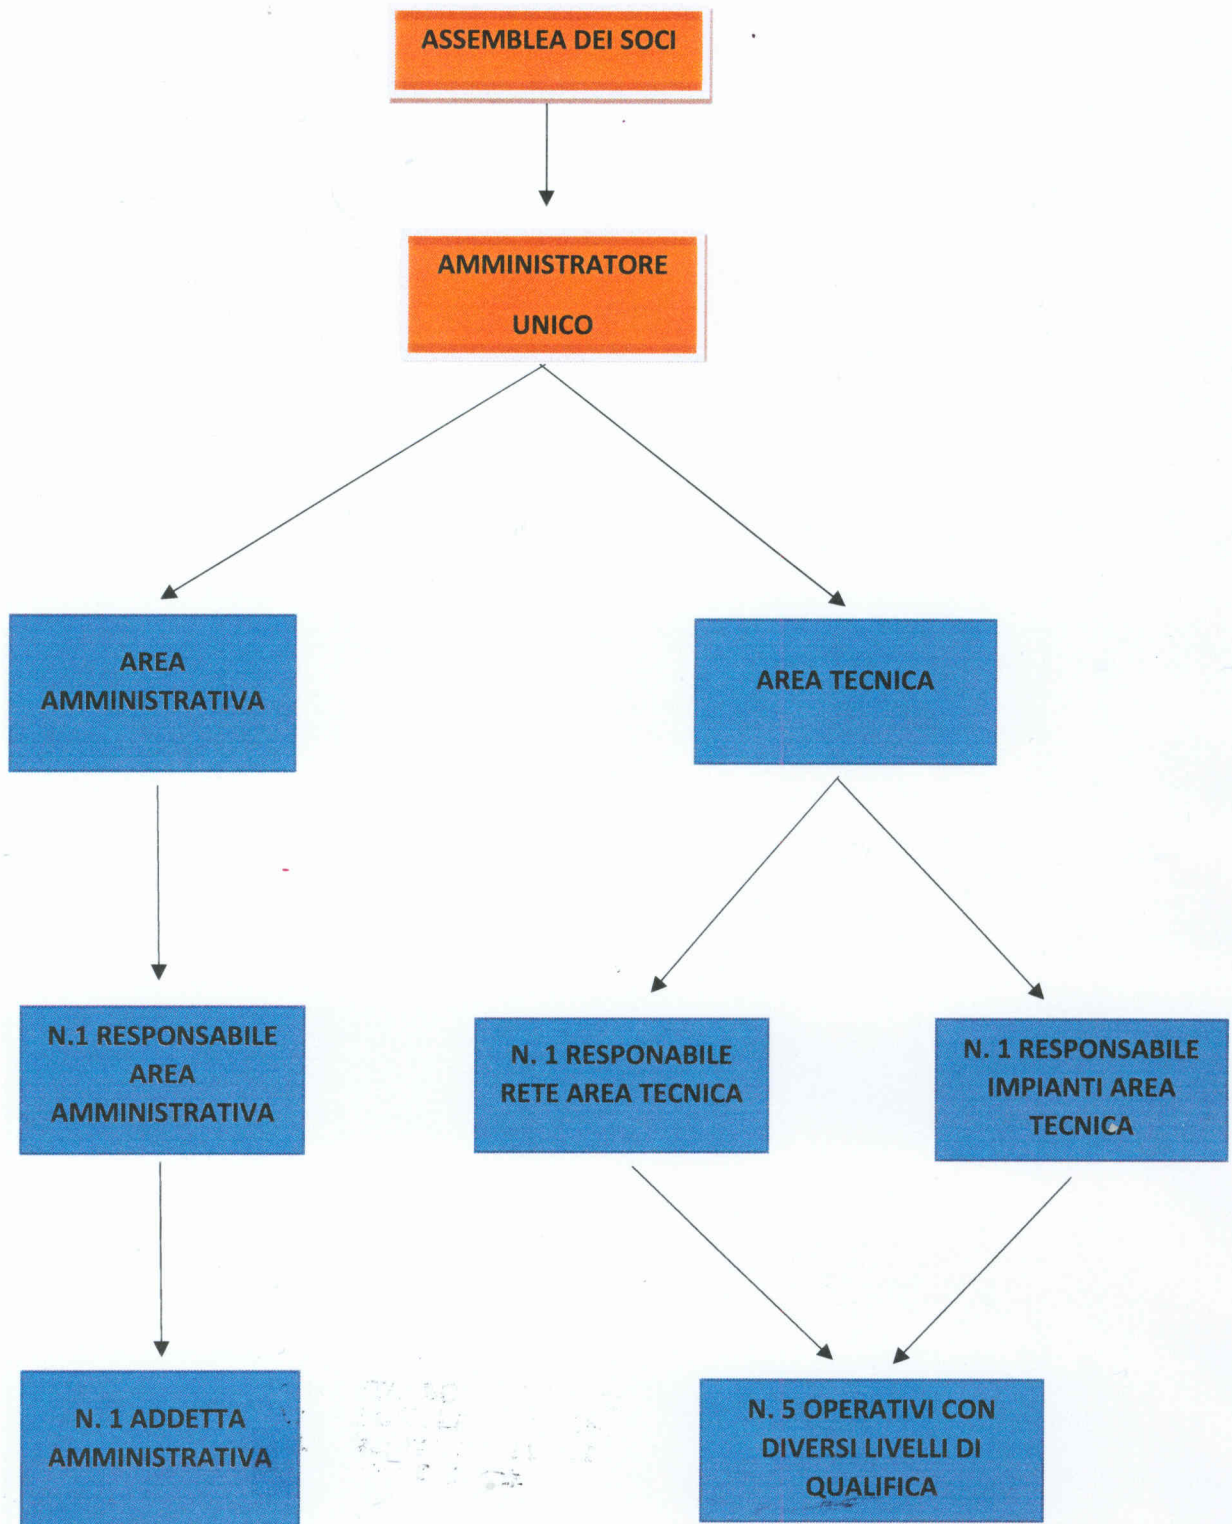 ASSEMBLEA DEI SOCI
AMMINISTRATORE
UNICO
AREA
AMMINISTRATIVA
AREA TECNICA
N.1 RESPONSABILE
AREA
AMMINISTRATIVA
N. 1 RESPONABILE
RETE AREA TECNICA
N. 1 RESPONSABILE
IMPIANTI AREA
TECNICA
N. 1 ADDETTA
AMMINISTRATIVA
N. 5 OPERATIVI CON
DIVERSI LIVELLI DI
QUALIFICA